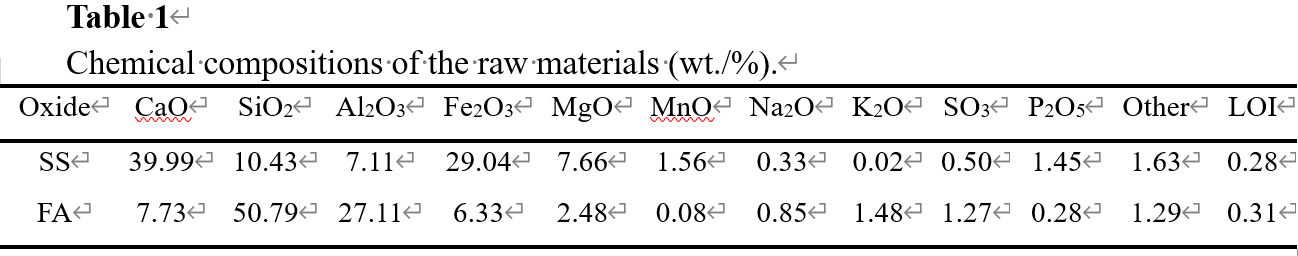 Table 1
Chemical compositions of the raw materials (wt./%).
Oxide CaO SiO2 Al2O3 Fe2O3 MgO MnO Na2O K2O SO3 P2O5 Other LOI
SS 39.99 10.43 7.11 29.04 7.66 1.56 0.33 0.02 0.50 1.45 1.63 0.28
FA 7.73 50.79 27.11 6.33 2.48 0.08 0.85 1.48 1.27 0.28 1.29 0.31